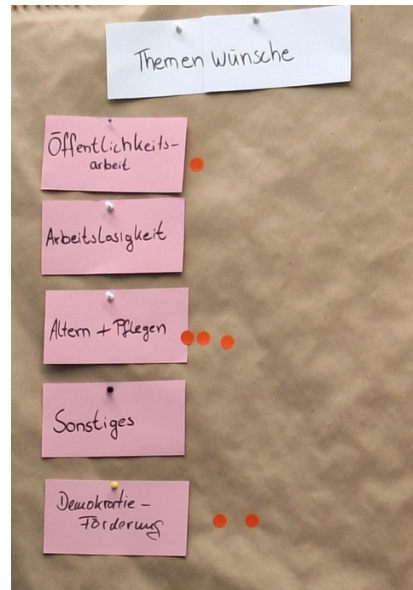 Themen Wünsche
Öffentlichkeits-
arbeit
Arbeitslosigkeit
Altern + Pflegen
Sonstiges
Demokratie-
Förderung